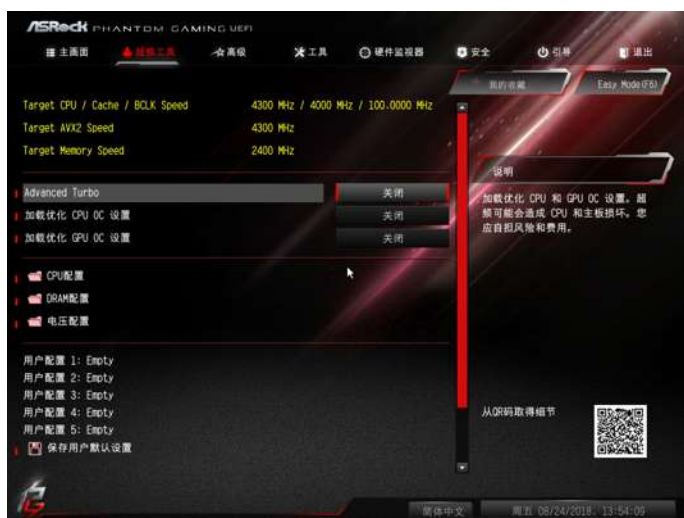 ASRock PHANTOM GAMING UEFI
主画面 超频工具 高级 工具 硬件监视器 安全 引导 退出
我的收藏 Easy Mode(F6)
Target CPU / Cache / BCLK Speed 4300 MHz / 4000 MHz / 100.0000 MHz
Target AVX2 Speed 4300 MHz
Target Memory Speed 2400 MHz
说明
Advanced Turbo 关闭
加载优化 CPU OC 设置 关闭
加载优化 GPU OC 设置 关闭
加载优化 CPU 和 GPU OC 设置。超
频可能会造成 CPU 和主板损坏。您
应自担风险和费用。
CPU配置
DRAM配置
电压配置
用户配置 1: Empty
用户配置 2: Empty
用户配置 3: Empty
用户配置 4: Empty
用户配置 5: Empty
保存用户默认设置
从QR码取得细节
简体中文 周五 08/24/2018, 13:54:09